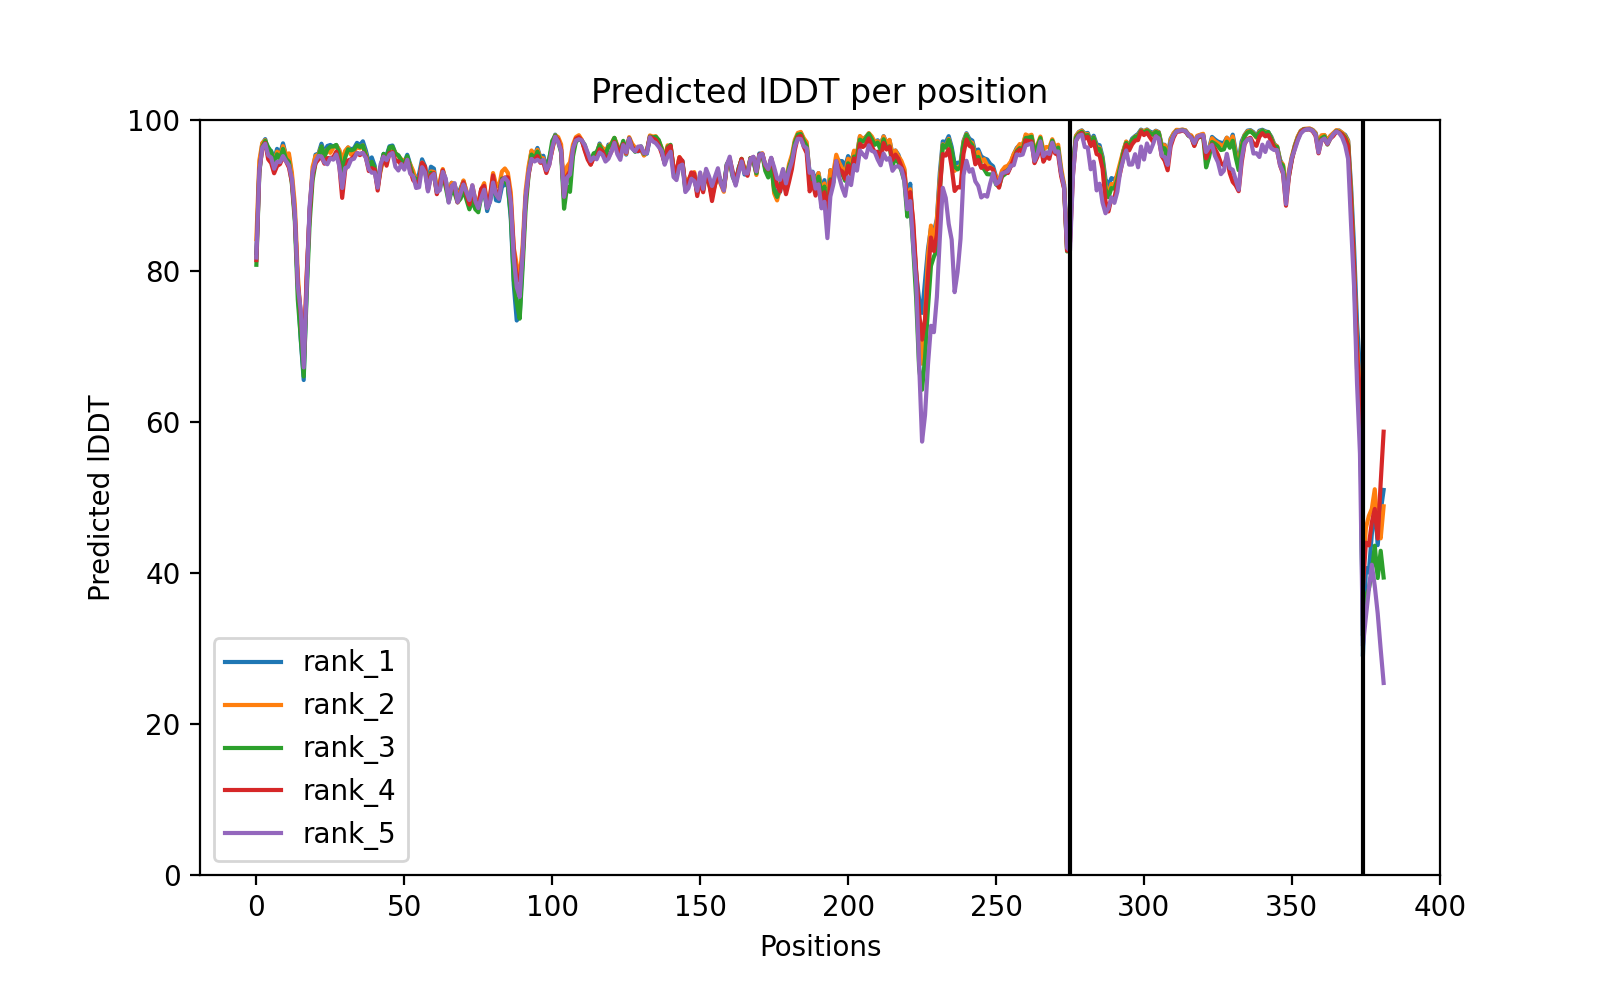 Predicted lDDT per position
100
80
60
40
20
0
Predicted lDDT
rank_1
rank_2
rank_3
rank_4
rank_5
0 50 100 150 200 250 300 350 400
Positions